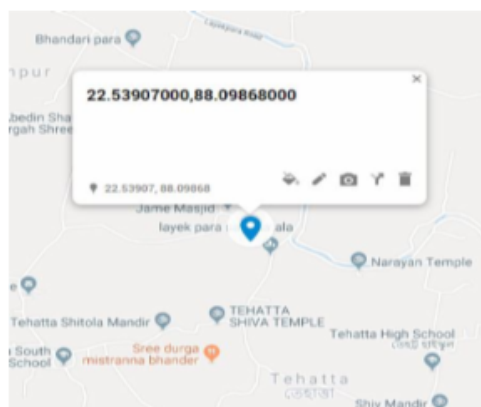 Bhandari para
npur
22.53907000,88.09868000
bedin Sha
rgah Shree
22.53907, 88.09868
Jame Masjid
layek para
ala
Narayan Temple
e
Tehatta Shitola Mandir
TEHATTA
SHIVA TEMPLE
Tehatta High School
South
School
Sree durga
mistranna bhander
Tehatta
তেহাট্টা
Shiv Mandir